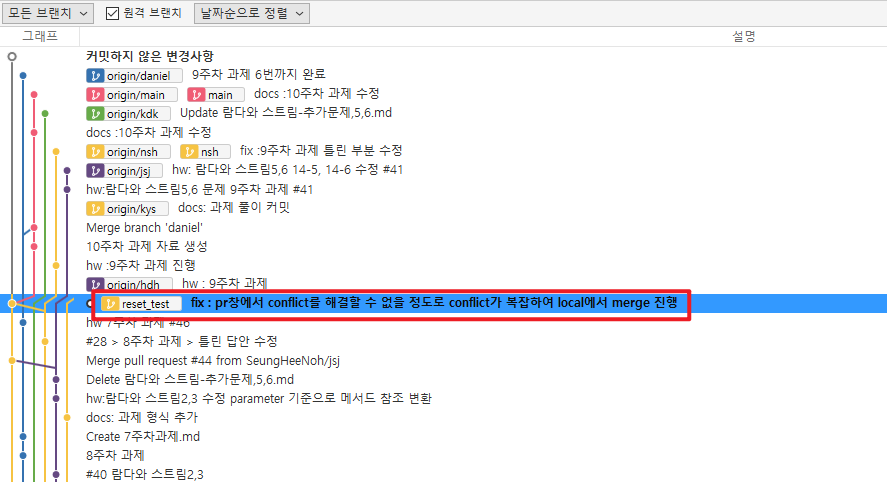 모든 브랜치 원격 브랜치 날짜순으로 정렬
그래프 설명
커밋하지 않은 변경사항
origin/daniel 9주차 과제 6번까지 완료
origin/main main docs :10주차 과제 수정
origin/kdk Update 람다와 스트림-추가문제,5,6.md
docs :10주차 과제 수정
origin/nsh nsh fix :9주차 과제 틀린 부분 수정
origin/jsj hw: 람다와 스트림5,6 14-5, 14-6 수정 #41
hw:람다와 스트림5,6 문제 9주차 과제 #41
origin/kys docs: 과제 풀이 커밋
Merge branch 'daniel'
10주차 과제 자료 생성
hw :9주차 과제 진행
origin/hdh hw : 9주차 과제
reset_test fix : pr창에서 conflict를 해결할 수 없을 정도로 conflict가 복잡하여 local에서 merge 진행
hw 7주차 과제 #46
#28 > 8주차 과제 > 틀린 답안 수정
Merge pull request #44 from SeungHeeNoh/jsj
Delete 람다와 스트림-추가문제,5,6.md
hw:람다와 스트림2,3 수정 parameter 기준으로 메서드 참조 변환
docs: 과제 형식 추가
Create 7주차과제.md
8주차 과제
#40 람다와 스트림2,3